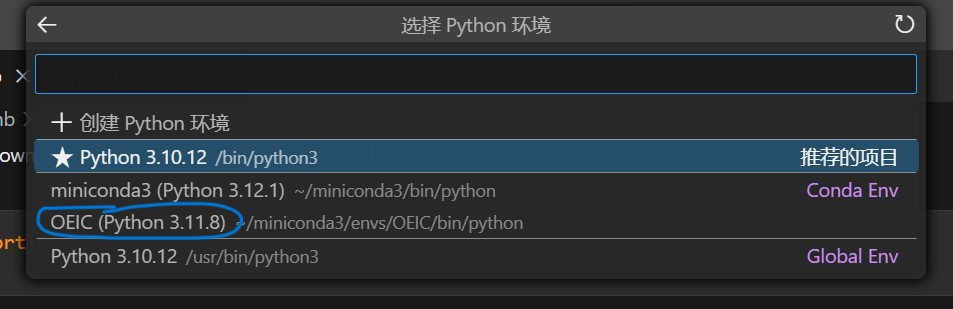 选择 Python 环境
创建 Python 环境
nb
own
★ Python 3.10.12 /bin/python3 推荐的项目
miniconda3 (Python 3.12.1) ~/miniconda3/bin/python Conda Env
OEIC (Python 3.11.8) ~/miniconda3/envs/OEIC/bin/python
ort
Python 3.10.12 /usr/bin/python3 Global Env